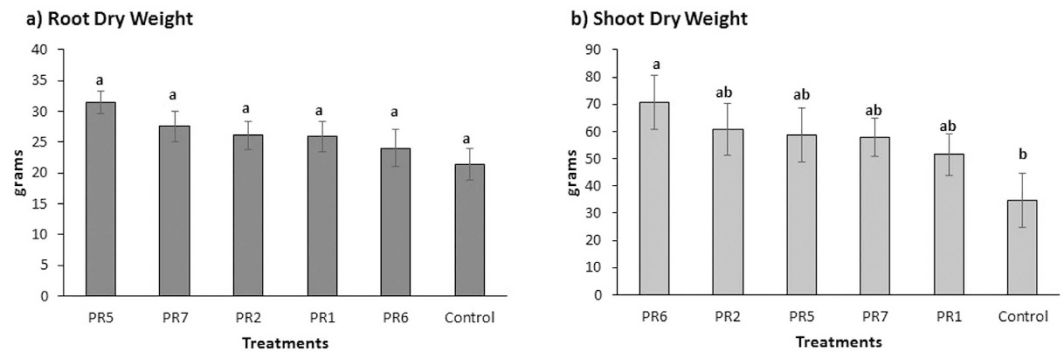 a) Root Dry Weight
40
35
30
25
20
15
10
5
0
grams
a
a
a
a
a
a
PR5 PR7 PR2 PR1 PR6 Control
Treatments
b) Shoot Dry Weight
90
80
70
60
50
40
30
20
10
0
grams
a
ab
ab
ab
ab
b
PR6 PR2 PR5 PR7 PR1 Control
Treatments